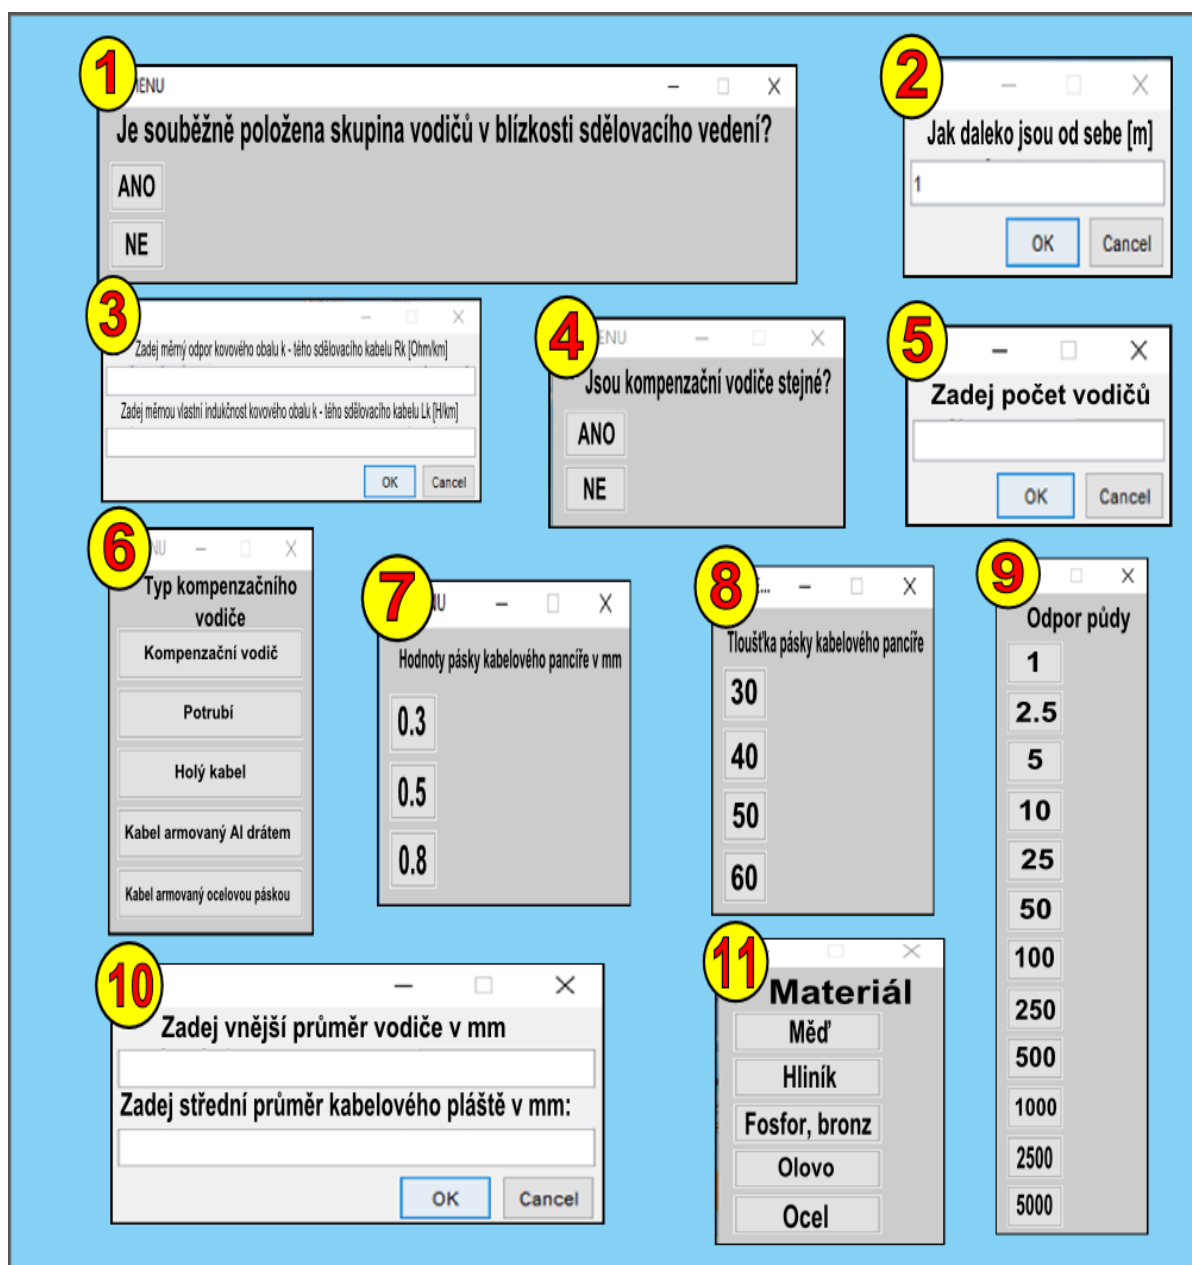 1
MENU
Je souběžně položena skupina vodičů v blízkosti sdělovacího vedení?
ANO
NE
2
Jak daleko jsou od sebe [m]
1
OK Cancel
3
Zadej měrný odpor kovového obalu k - tého sdělovacího kabelu Rk [Ohm/km]
Zadej měrnou vlastní indukčnost kovového obalu k - tého sdělovacího kabelu Lk [H/km]
OK Cancel
4
ENU
Jsou kompenzační vodiče stejné?
ANO
NE
5
Zadej počet vodičů
OK Cancel
6
NU
Typ kompenzačního
vodiče
Kompenzační vodič
Potrubí
Holý kabel
Kabel armovaný Al drátem
Kabel armovaný ocelovou páskou
7
NU
Hodnoty pásky kabelového pancíře v mm
0.3
0.5
0.8
8
E...
Tloušťka pásky kabelového pancíře
30
40
50
60
9
Odpor půdy
1
2.5
5
10
25
50
100
250
500
1000
2500
5000
10
Zadej vnější průměr vodiče v mm
Zadej střední průměr kabelového pláště v mm:
OK Cancel
11
Materiál
Měď
Hliník
Fosfor, bronz
Olovo
Ocel